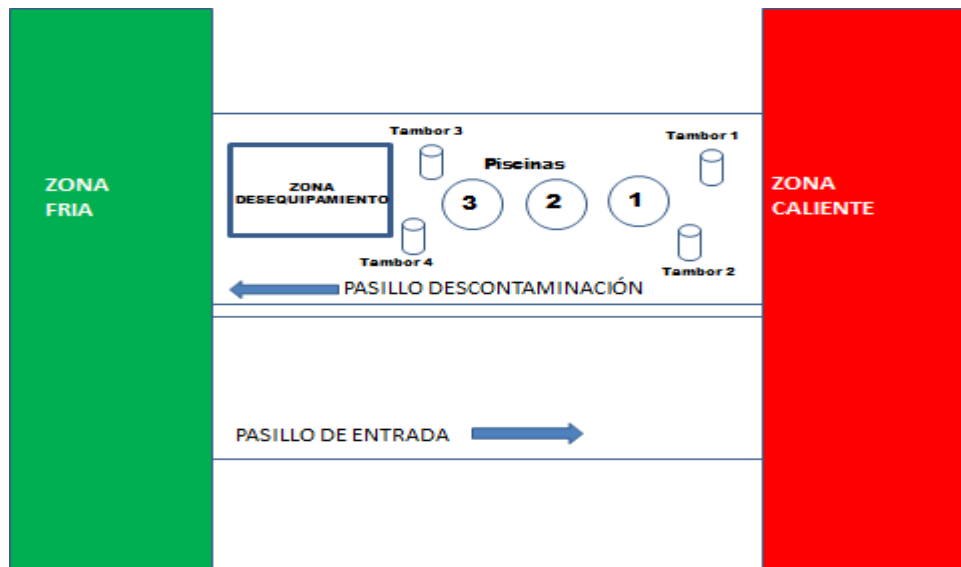 ZONA
FRIA
Tambor 3
Tambor 1
Piscinas
ZONA
DESEQUIPAMIENTO
3
2
1
ZONA
CALIENTE
Tambor 4
Tambor 2
PASILLO DESCONTAMINACIÓN
PASILLO DE ENTRADA